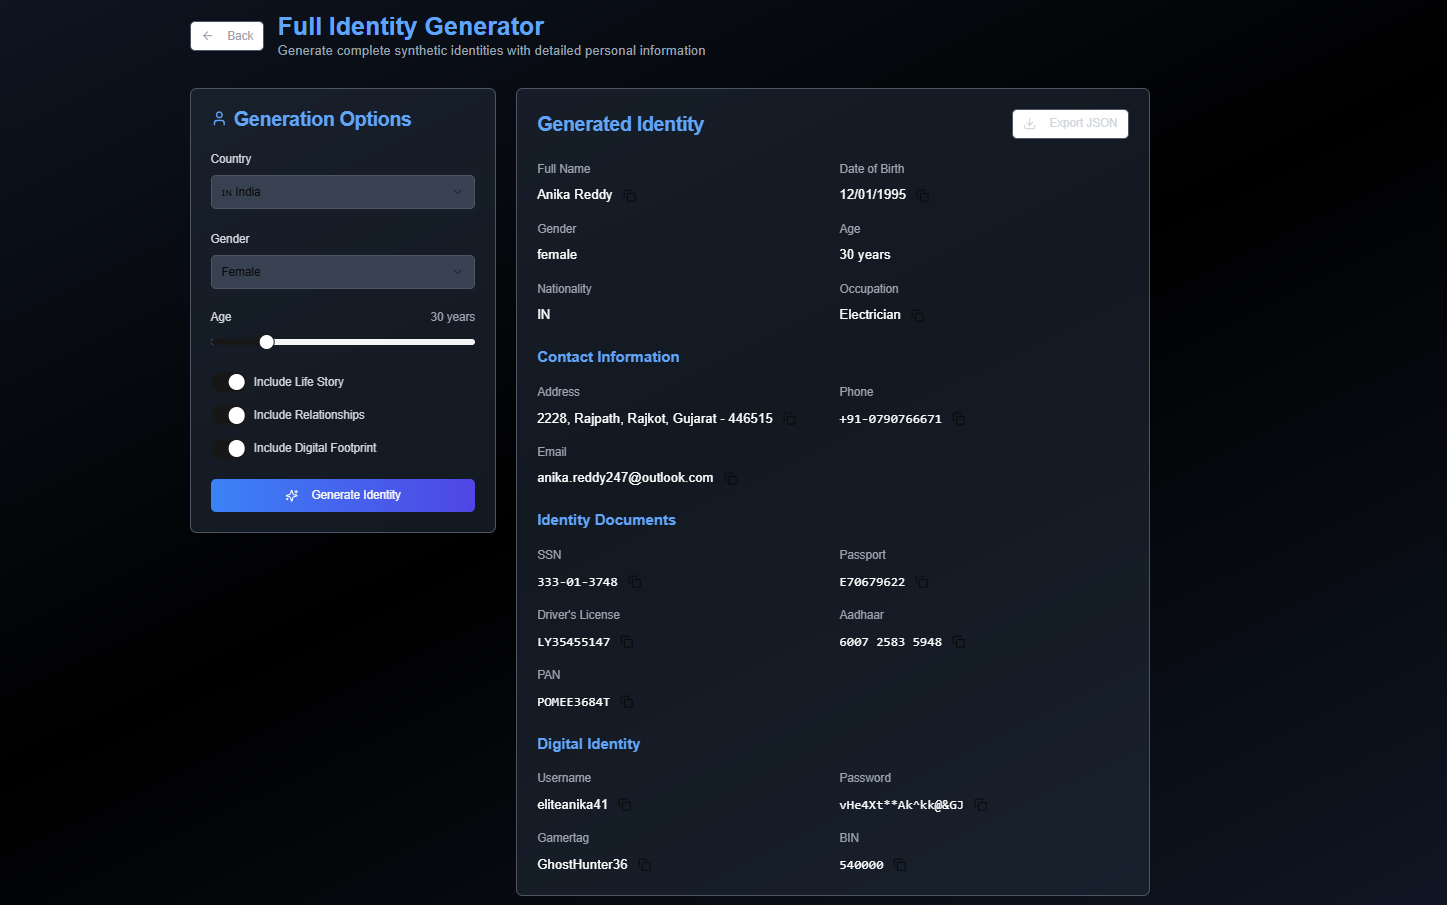 Back
Full Identity Generator
Generate complete synthetic identities with detailed personal information
Generation Options
Country
IN India
Gender
Female
Age 30 years
Include Life Story
Include Relationships
Include Digital Footprint
Generate Identity
Generated Identity
Export JSON
Full Name Date of Birth
Anika Reddy 12/01/1995
Gender Age
female 30 years
Nationality Occupation
IN Electrician
Contact Information
Address Phone
2228, Rajpath, Rajkot, Gujarat - 446515 +91-0790766671
Email
anika.reddy247@outlook.com
Identity Documents
SSN Passport
333-01-3748 E70679622
Driver's License Aadhaar
LY35455147 6007 2583 5948
PAN
POMEE3684T
Digital Identity
Username Password
eliteanika41 vHe4Xt**Ak^kk@&GJ
Gamertag BIN
GhostHunter36 540000